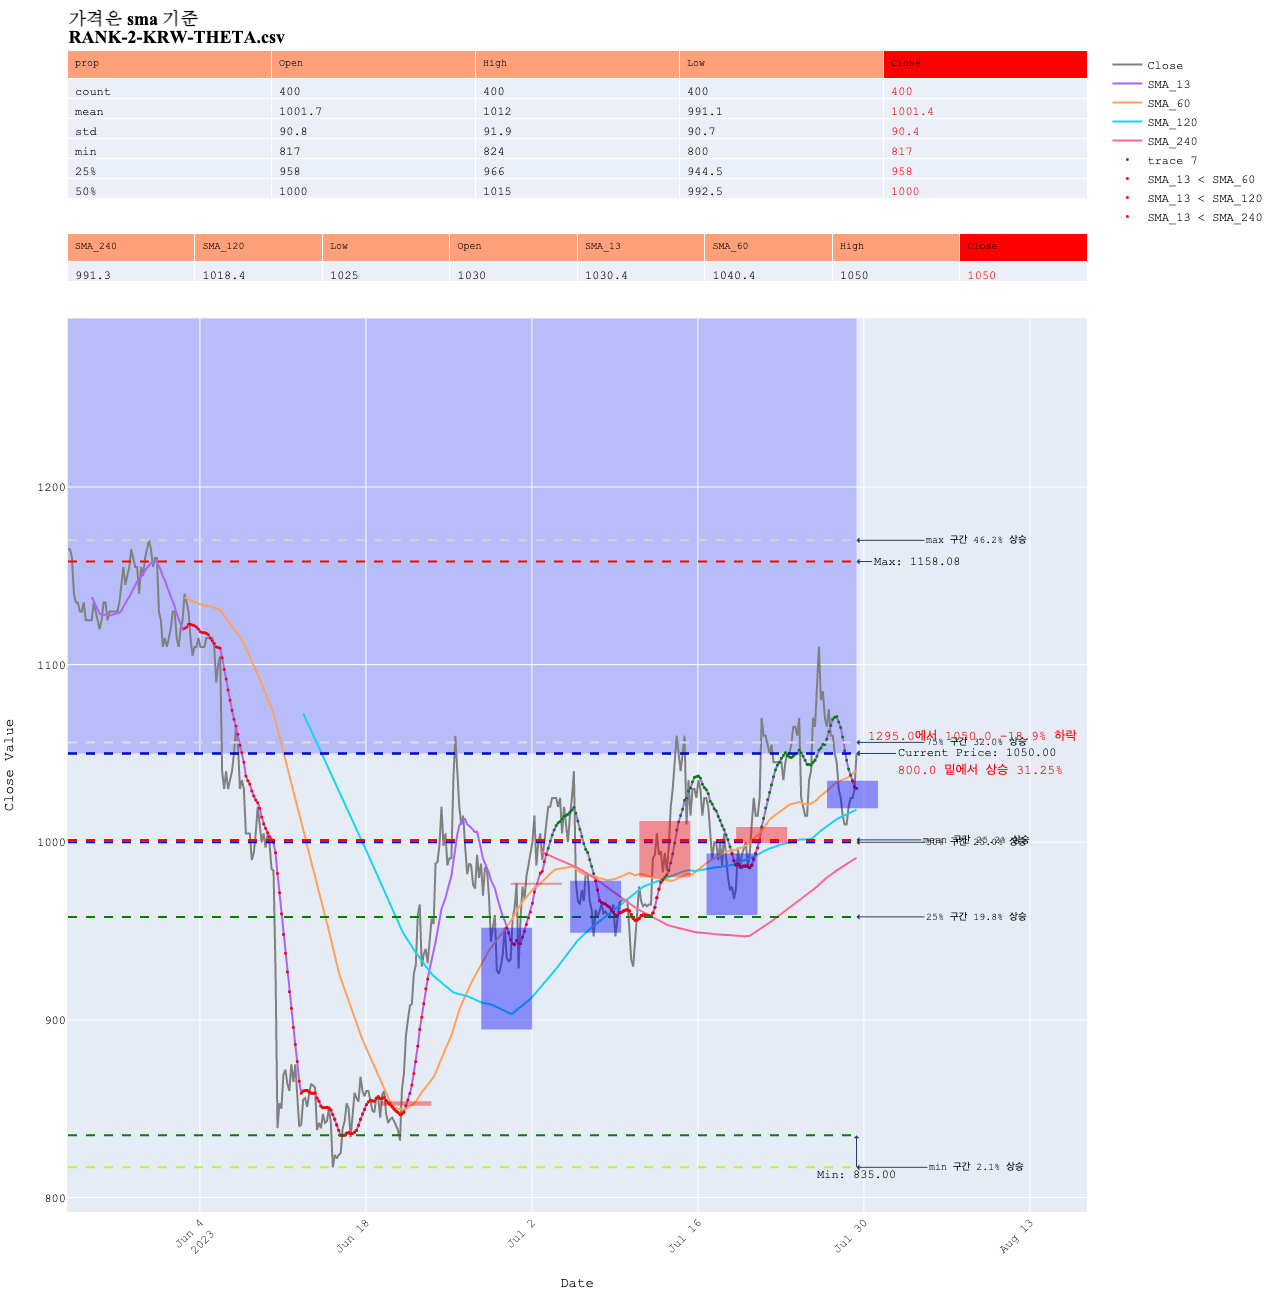 가격은 sma 기준
RANK-2-KRW-THETA.csv
prop Open High Low Close
count 400 400 400 400
mean 1001.7 1012 991.1 1001.4
std 90.8 91.9 90.7 90.4
min 817 824 800 817
25% 958 966 944.5 958
50% 1000 1015 992.5 1000
SMA_240 SMA_120 Low Open SMA_13 SMA_60 High Close
991.3 1018.4 1025 1030 1030.4 1040.4 1050 1050
Close
SMA_13
SMA_60
SMA_120
SMA_240
trace 7
SMA_13 < SMA_60
SMA_13 < SMA_120
SMA_13 < SMA_240
Close Value
1200
1100
1000
900
800
max 구간 46.2% 상승
Max: 1158.08
1295.0에서 1050.0 -18.9% 하락
75% 구간 32.0% 상승
Current Price: 1050.00
800.0 밑에서 상승 31.25%
25% 구간 19.8% 상승
min 구간 2.1% 상승
Min: 835.00
Jun 4
2023
Jun 18
Jul 2
Jul 16
Jul 30
Aug 13
Date